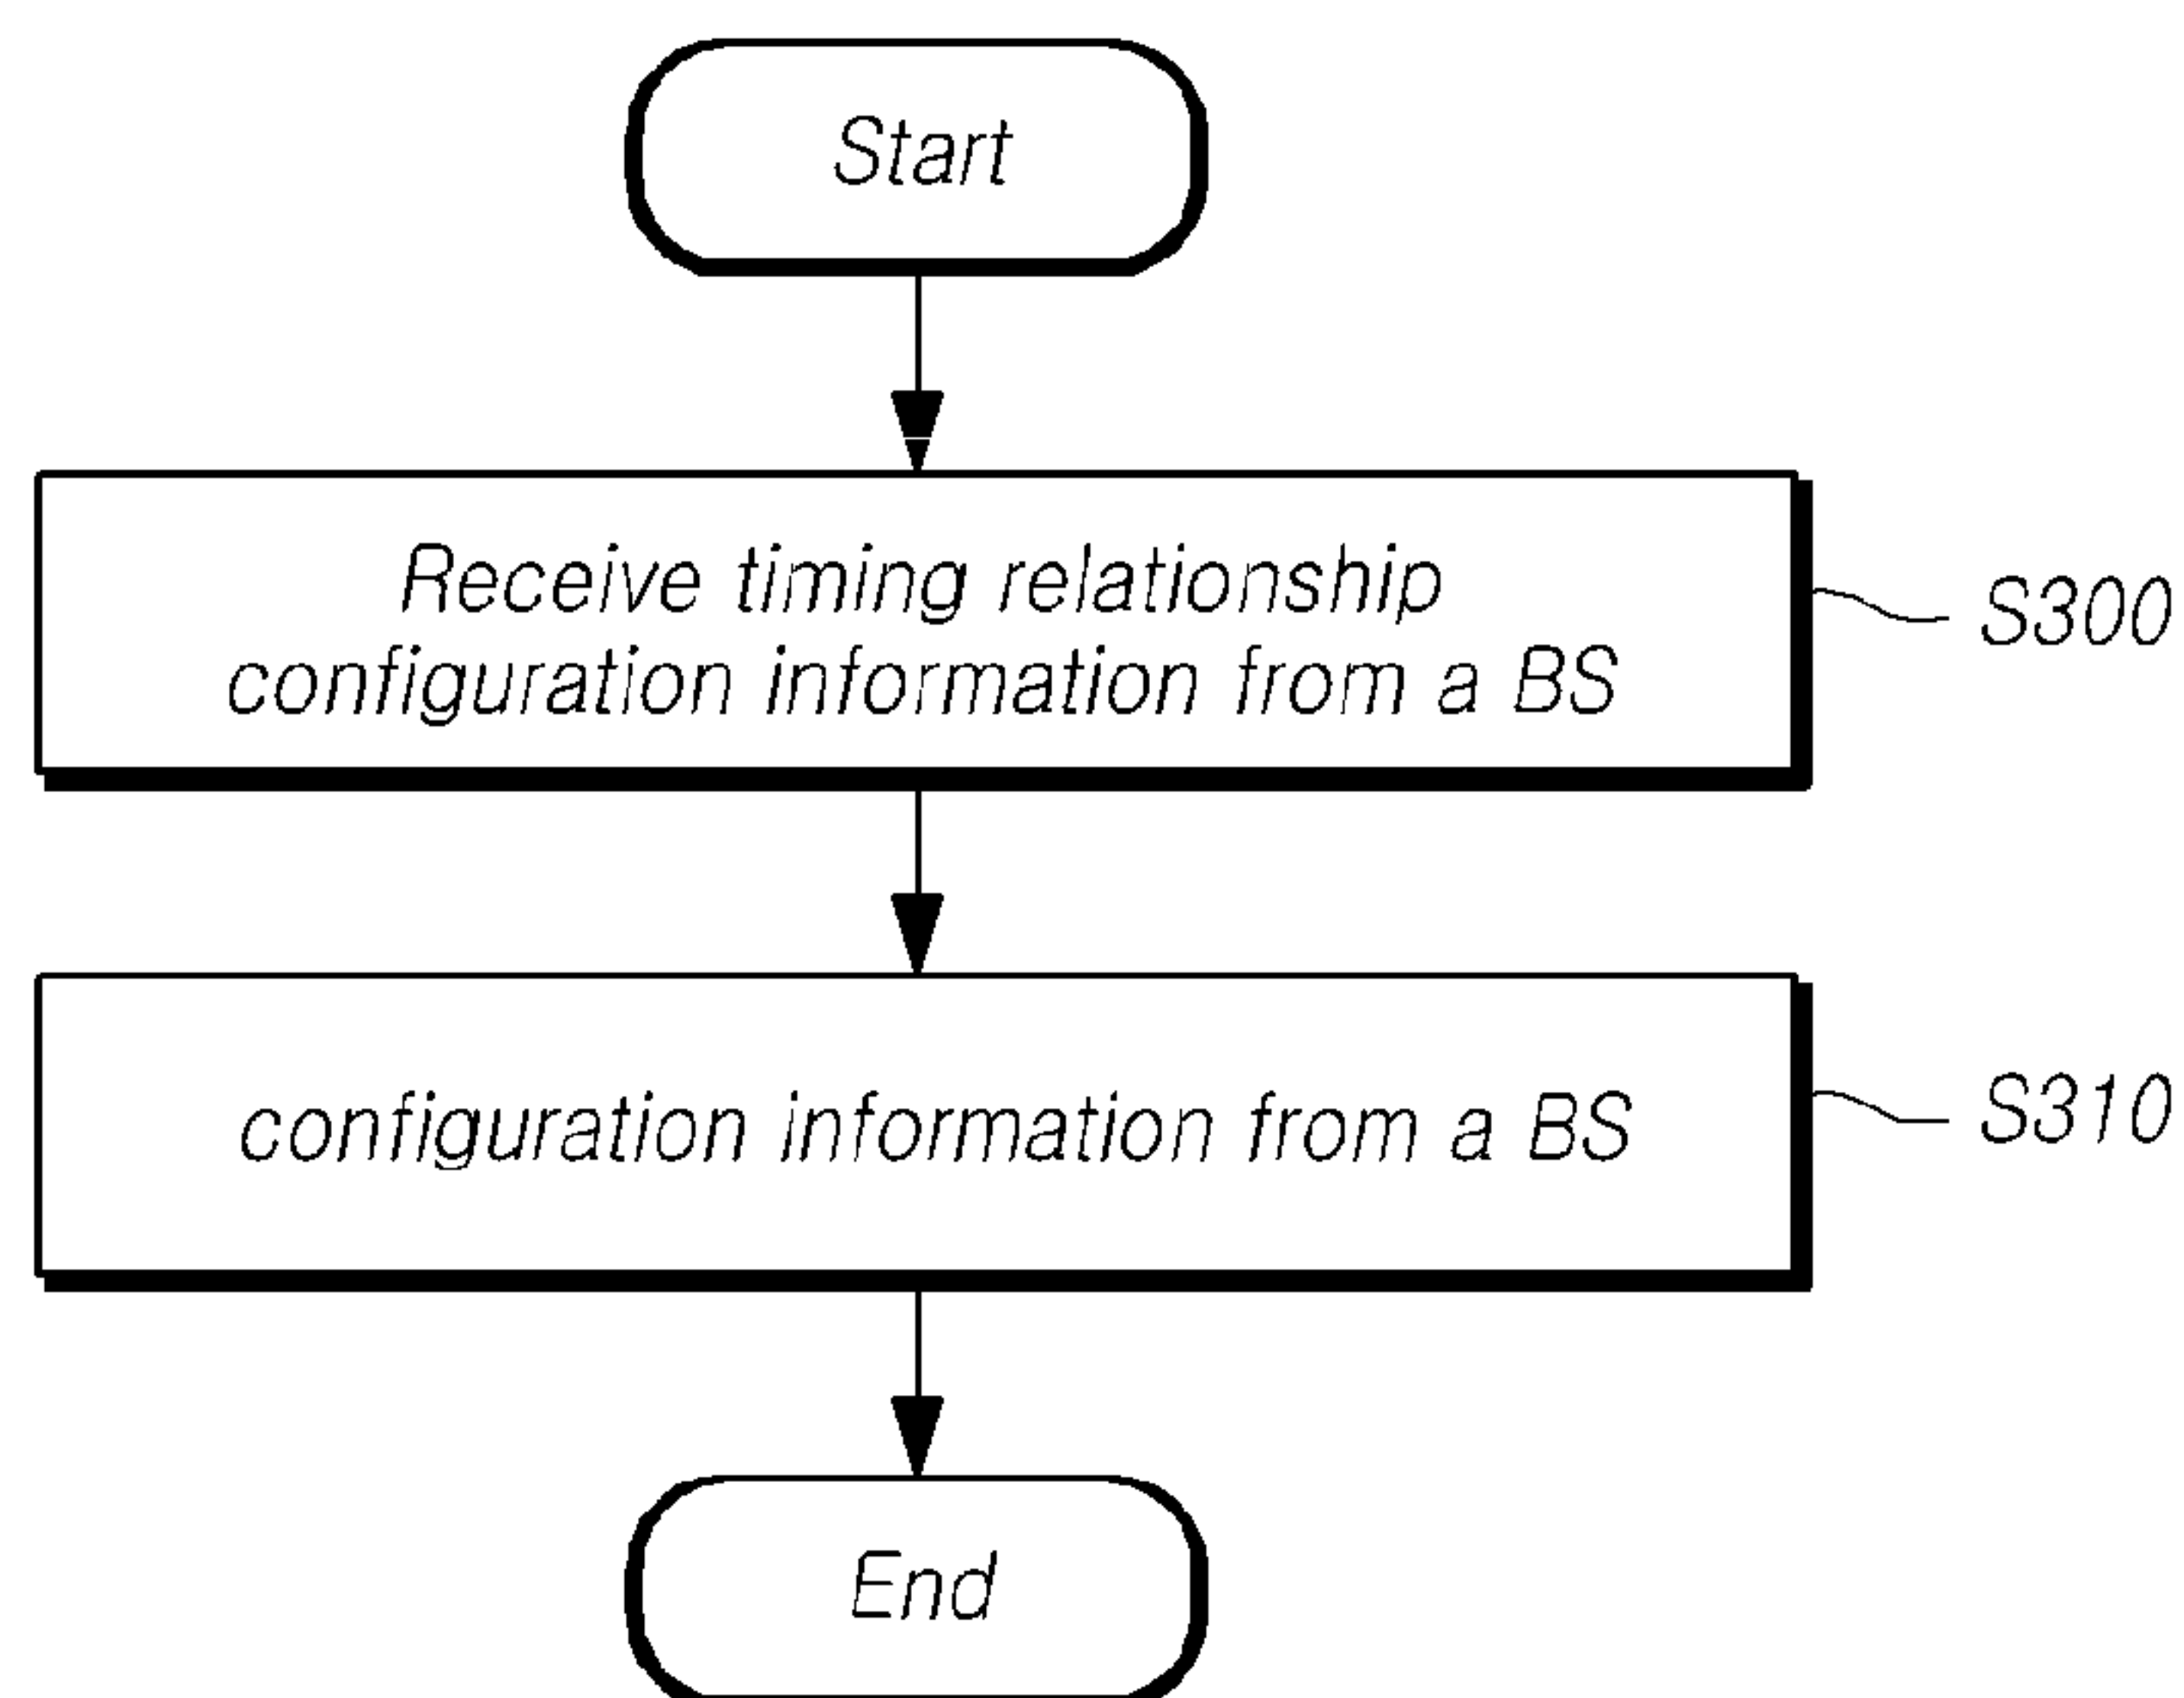 Start
Receive timing relationship
configuration information from a BS
S300
configuration information from a BS
S310
End